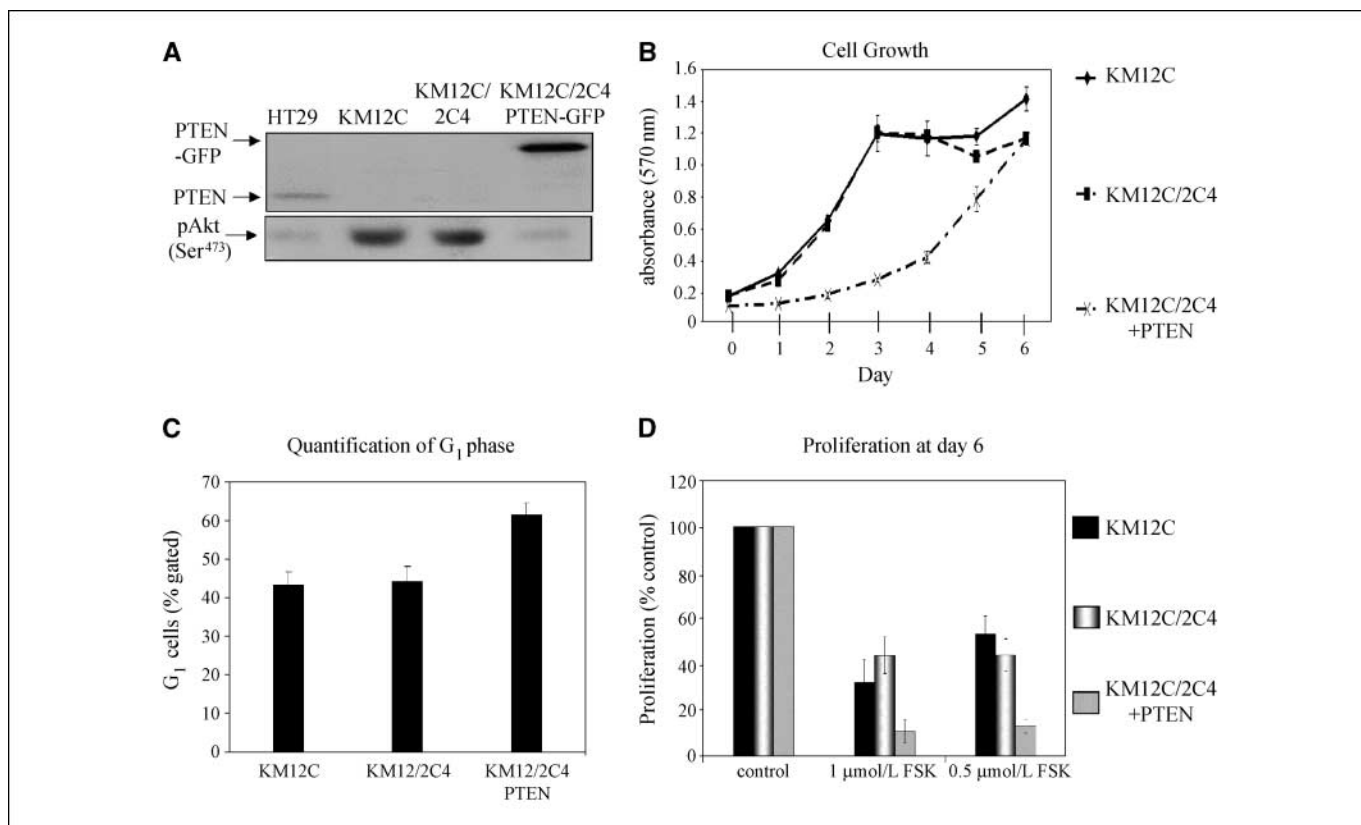 A
HT29 KM12C KM12C/ 2C4 KM12C/2C4 PTEN-GFP
PTEN -GFP
PTEN
pAkt (Ser473)
B
Cell Growth
1.6
1.4
1.2
1.0
0.8
0.6
0.4
0.2
0
absorbance (570 nm)
0 1 2 3 4 5 6
Day
KM12C
KM12C/2C4
KM12C/2C4
+PTEN
C
Quantification of G1 phase
70
60
50
40
30
20
10
0
G1 cells (% gated)
KM12C KM12/2C4 KM12/2C4
PTEN
D
Proliferation at day 6
120
100
80
60
40
20
0
Proliferation (% control)
control 1 µmol/L FSK 0.5 µmol/L FSK
KM12C
KM12C/2C4
KM12C/2C4
+PTEN